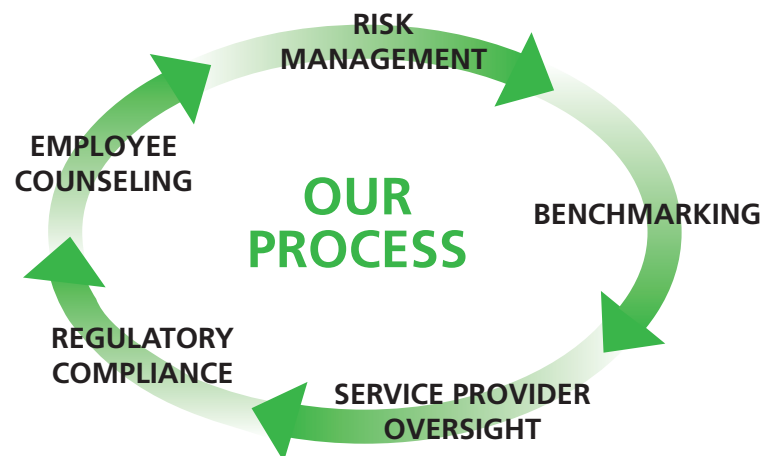 RISK
MANAGEMENT
EMPLOYEE
COUNSELING
OUR
PROCESS
BENCHMARKING
REGULATORY
COMPLIANCE
SERVICE PROVIDER
OVERSIGHT